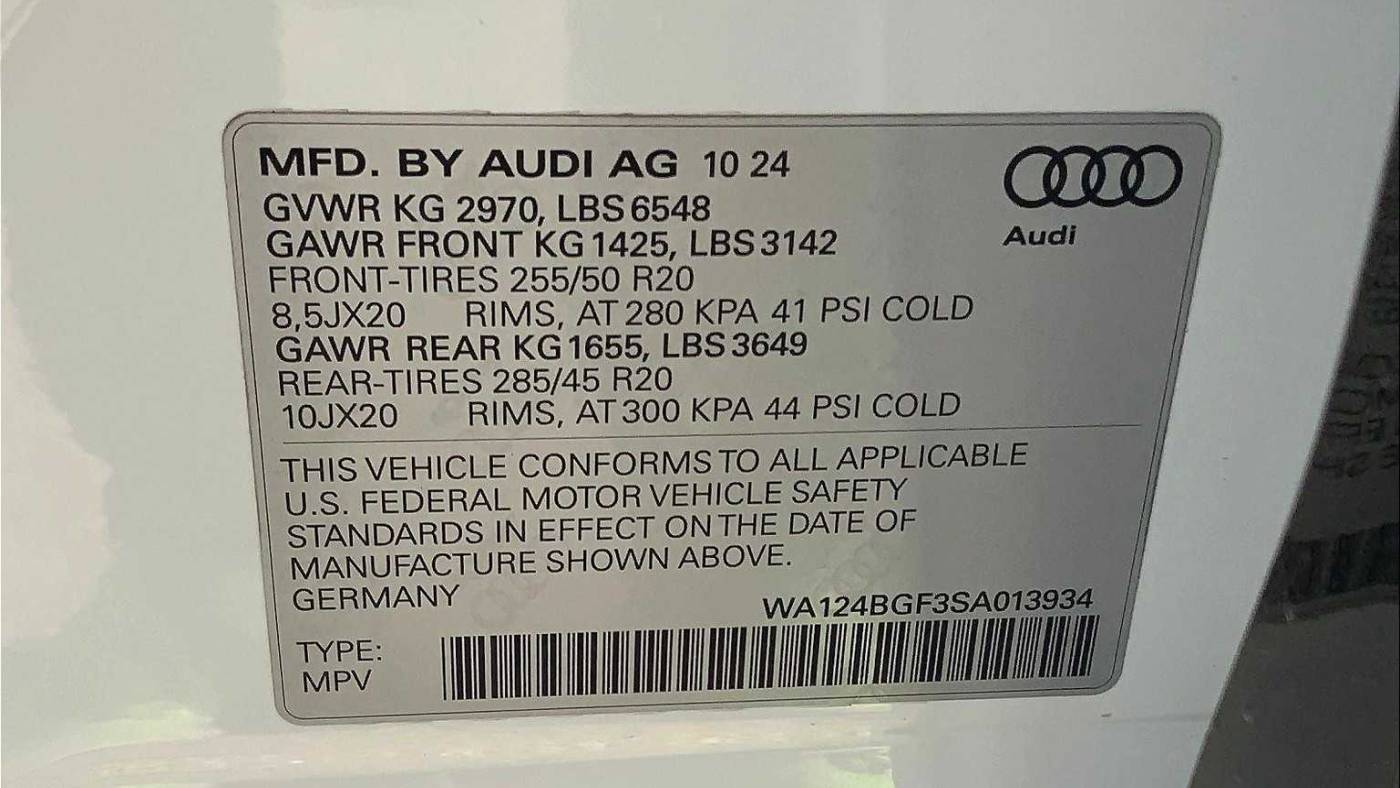 MFD. BY AUDI AG 10 24
Audi
GVWR KG 2970, LBS 6548
GAWR FRONT KG 1425, LBS 3142
FRONT-TIRES 255/50 R20
8,5JX20 RIMS, AT 280 KPA 41 PSI COLD
GAWR REAR KG 1655, LBS 3649
REAR-TIRES 285/45 R20
10JX20 RIMS, AT 300 KPA 44 PSI COLD
THIS VEHICLE CONFORMS TO ALL APPLICABLE
U.S. FEDERAL MOTOR VEHICLE SAFETY
STANDARDS IN EFFECT ON THE DATE OF
MANUFACTURE SHOWN ABOVE.
GERMANY
WA124BGF3SA013934
TYPE:
MPV